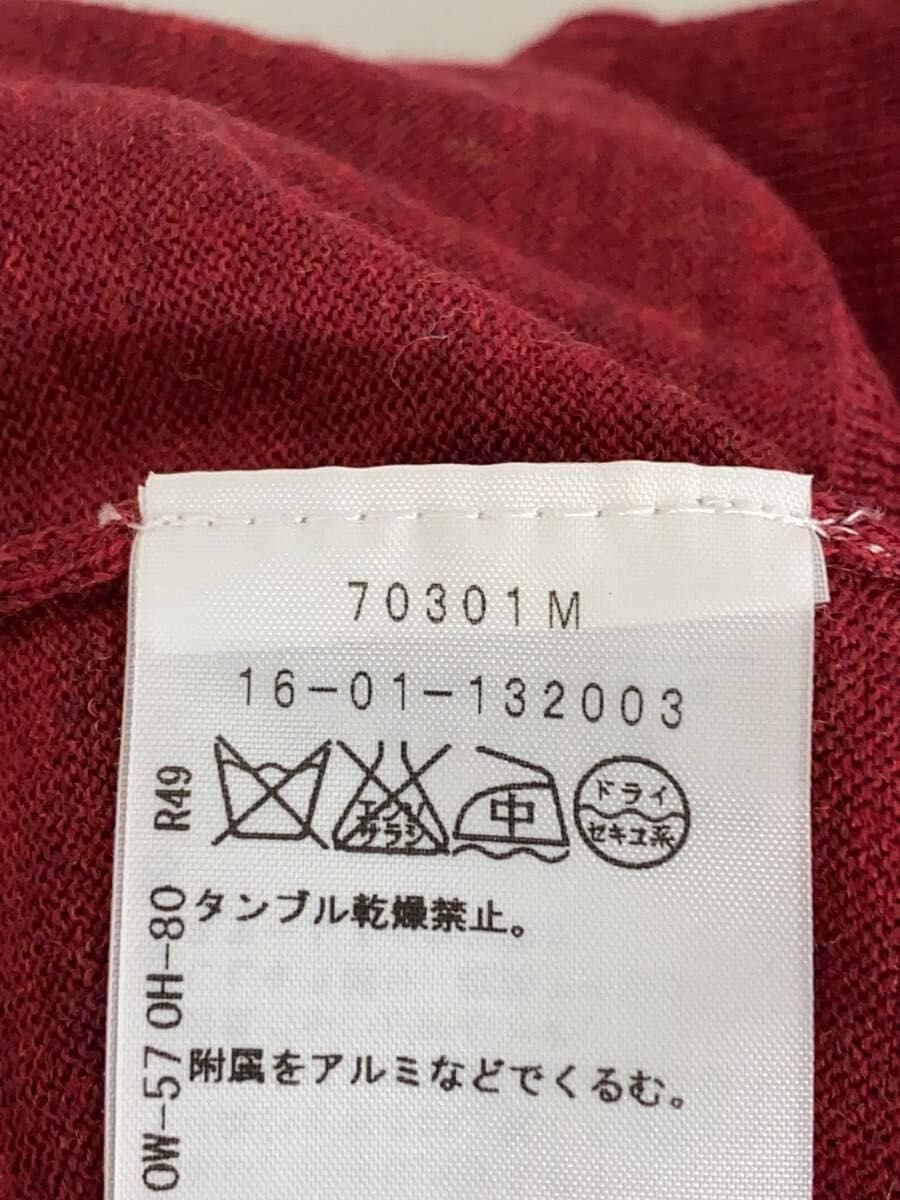 70301M
16-01-132003
エンソ
サラシ
中
ドライ
セキユ系
タンブル乾燥禁止。
附属をアルミなどでくるむ。
OW-57 OH-80 R49